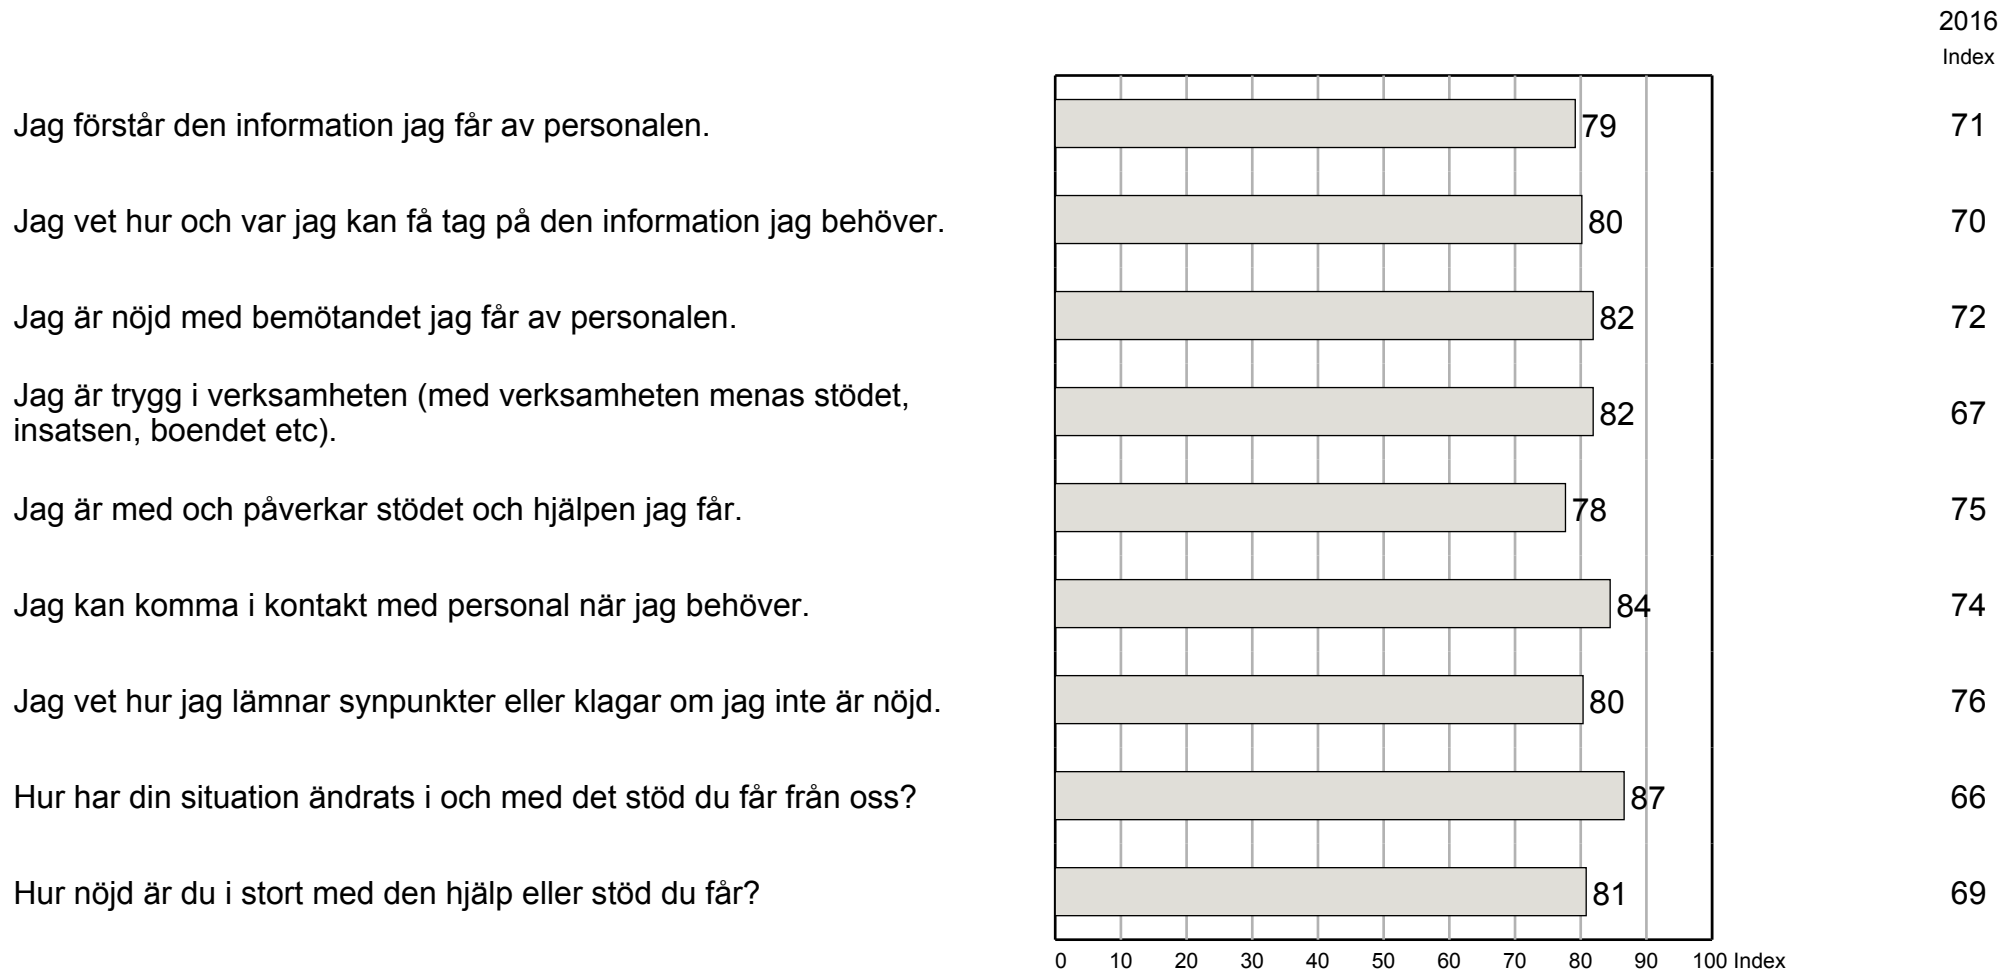 2016
Index
Jag förstår den information jag får av personalen. 79 71
Jag vet hur och var jag kan få tag på den information jag behöver. 80 70
Jag är nöjd med bemötandet jag får av personalen. 82 72
Jag är trygg i verksamheten (med verksamheten menas stödet,
insatsen, boendet etc). 82 67
Jag är med och påverkar stödet och hjälpen jag får. 78 75
Jag kan komma i kontakt med personal när jag behöver. 84 74
Jag vet hur jag lämnar synpunkter eller klagar om jag inte är nöjd. 80 76
Hur har din situation ändrats i och med det stöd du får från oss? 87 66
Hur nöjd är du i stort med den hjälp eller stöd du får? 81 69
0 10 20 30 40 50 60 70 80 90 100 Index